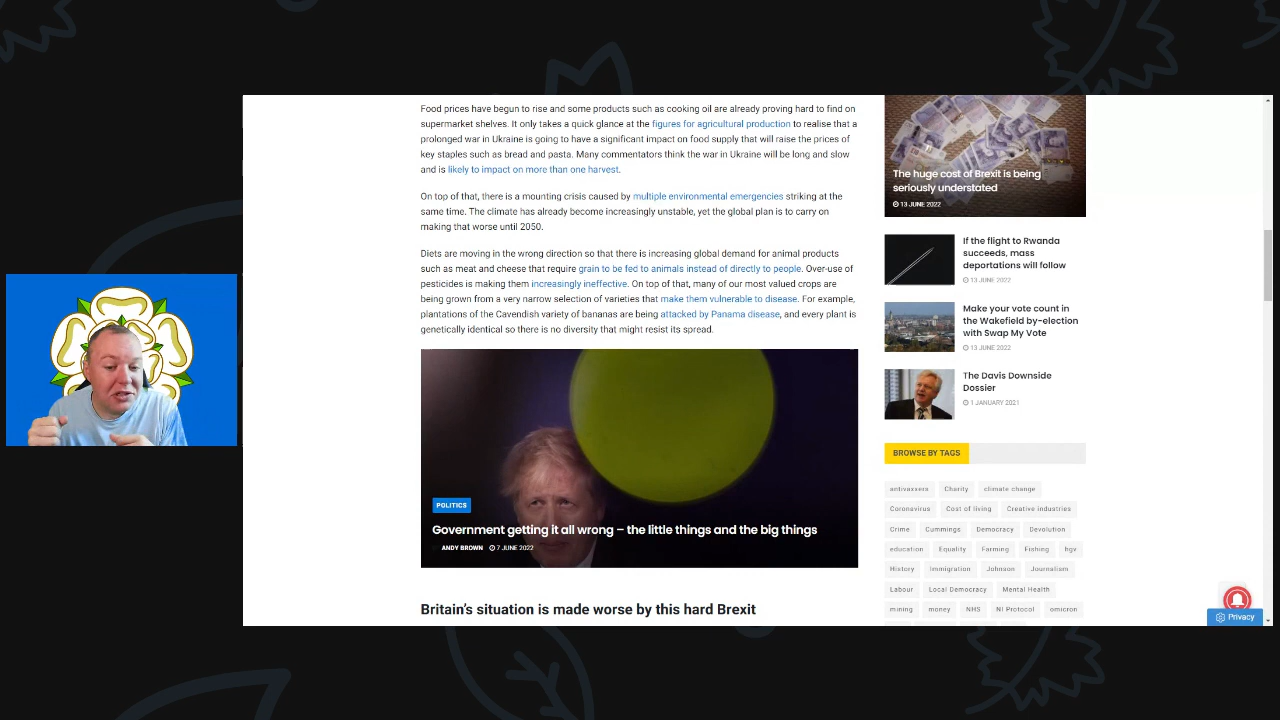 Food prices have begun to rise and some products such as cooking oil are already proving hard to find on
supermarket shelves. It only takes a quick glance at the figures for agricultural production to realise that a
prolonged war in Ukraine is going to have a significant impact on food supply that will raise the prices of
key staples such as bread and pasta. Many commentators think the war in Ukraine will be long and slow
and is likely to impact on more than one harvest.
On top of that, there is a mounting crisis caused by multiple environmental emergencies striking at the
same time. The climate has already become increasingly unstable, yet the global plan is to carry on
making that worse until 2050.
Diets are moving in the wrong direction so that there is increasing global demand for animal products
such as meat and cheese that require grain to be fed to animals instead of directly to people. Over-use of
pesticides is making them increasingly ineffective. On top of that, many of our most valued crops are
being grown from a very narrow selection of varieties that make them vulnerable to disease. For example,
plantations of the Cavendish variety of bananas are being attacked by Panama disease, and every plant is
genetically identical so there is no diversity that might resist its spread.
POLITICS
Government getting it all wrong – the little things and the big things
ANDY BROWN 7 JUNE 2022
Britain's situation is made worse by this hard Brexit
The huge cost of Brexit is being
seriously understated
13 JUNE 2022
If the flight to Rwanda
succeeds, mass
deportations will follow
13 JUNE 2022
Make your vote count in
the Wakefield by-election
with Swap My Vote
13 JUNE 2022
The Davis Downside
Dossier
1 JANUARY 2021
BROWSE BY TAGS
antivaxxers Charity climate change
Coronavirus Cost of living Creative industries
Crime Cummings Democracy Devolution
education Equality Farming Fishing hgv
History Immigration Johnson Journalism
Labour Local Democracy Mental Health
mining money NHS NI Protocol omicron
Privacy